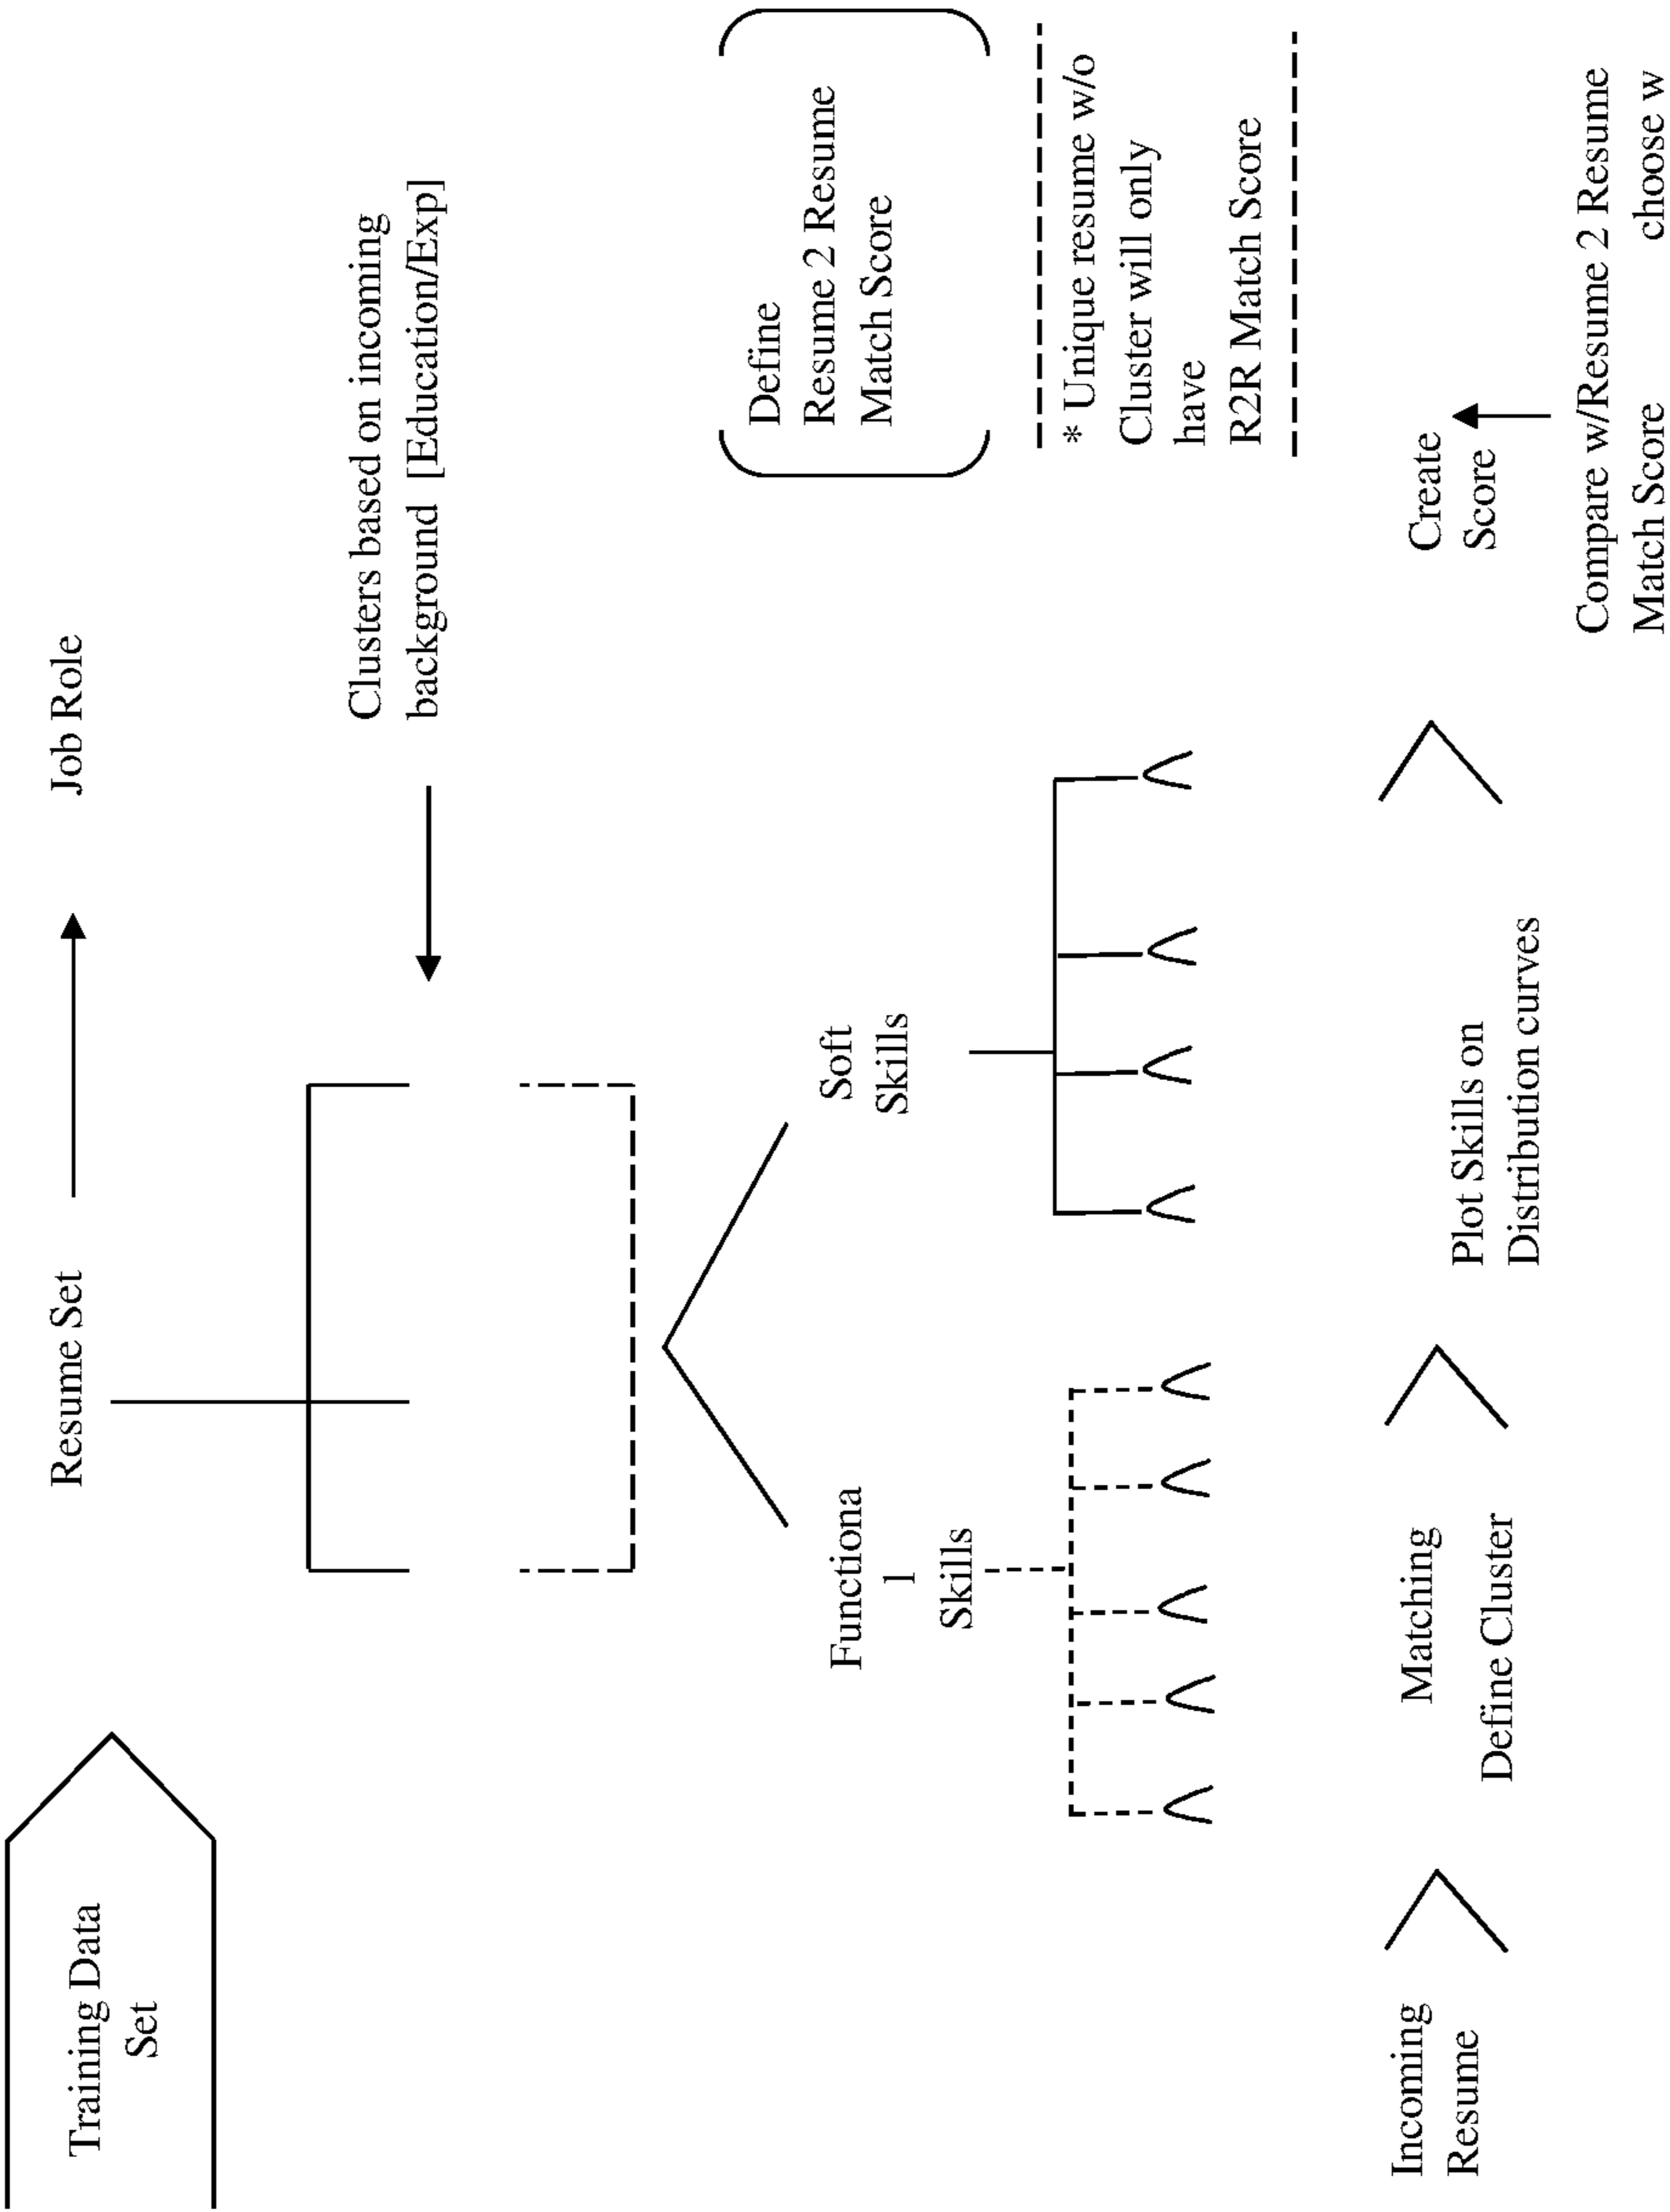 Training Data
Set
Resume Set
Job Role
Clusters based on incoming
background [Education/Exp]
Functiona
l
Skills
Soft
Skills
Define
Resume 2 Resume
Match Score
* Unique resume w/o
Cluster will only
have
R2R Match Score
Incoming
Resume
Matching
Define Cluster
Plot Skills on
Distribution curves
Create
Score
Compare w/Resume 2 Resume
Match Score choose w